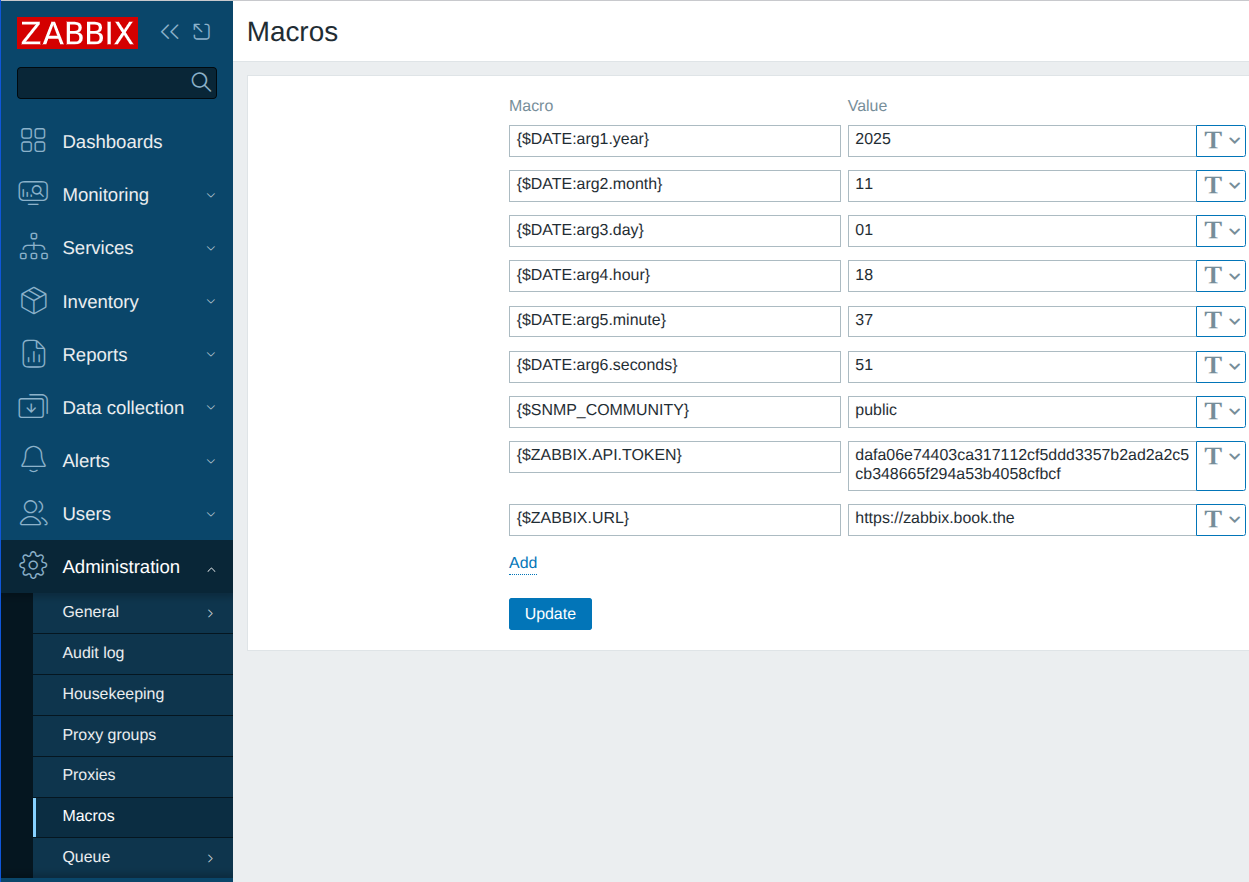 ZABBIX
Macros
Dashboards
Monitoring
Services
Inventory
Reports
Data collection
Alerts
Users
Administration
General
Audit log
Housekeeping
Proxy groups
Proxies
Macros
Queue
Macro Value
{$DATE:arg1.year} 2025 T
{$DATE:arg2.month} 11 T
{$DATE:arg3.day} 01 T
{$DATE:arg4.hour} 18 T
{$DATE:arg5.minute} 37 T
{$DATE:arg6.seconds} 51 T
{$SNMP_COMMUNITY} public T
{$ZABBIX.API.TOKEN} dafa06e74403ca317112cf5ddd3357b2ad2a2c5 T
cb348665f294a53b4058cfbcf
{$ZABBIX.URL} https://zabbix.book.the T
Add
Update